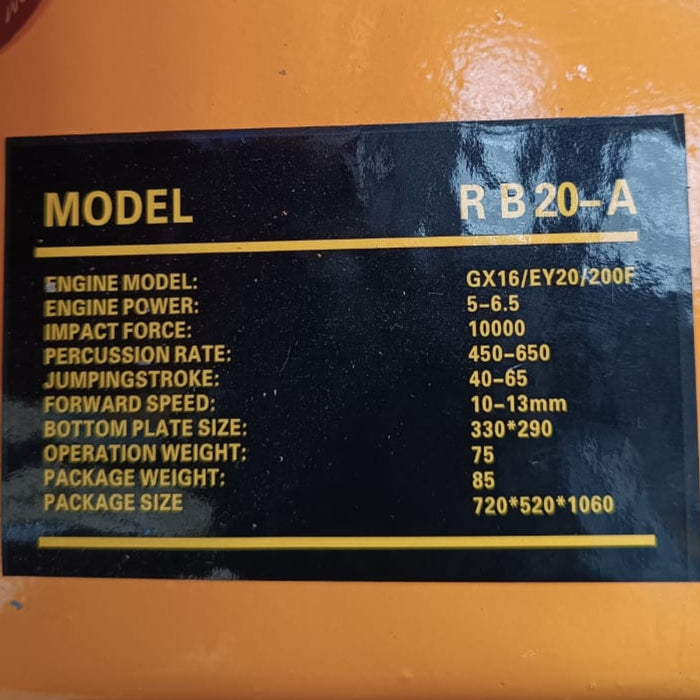 MODEL RB20-A
ENGINE MODEL: GX16/EY20/200F
ENGINE POWER: 5-6.5
IMPACT FORCE: 10000
PERCUSSION RATE: 450-650
JUMPINGSTROKE: 40-65
FORWARD SPEED: 10-13mm
BOTTOM PLATE SIZE: 330*290
OPERATION WEIGHT: 75
PACKAGE WEIGHT: 85
PACKAGE SIZE 720*520*1060